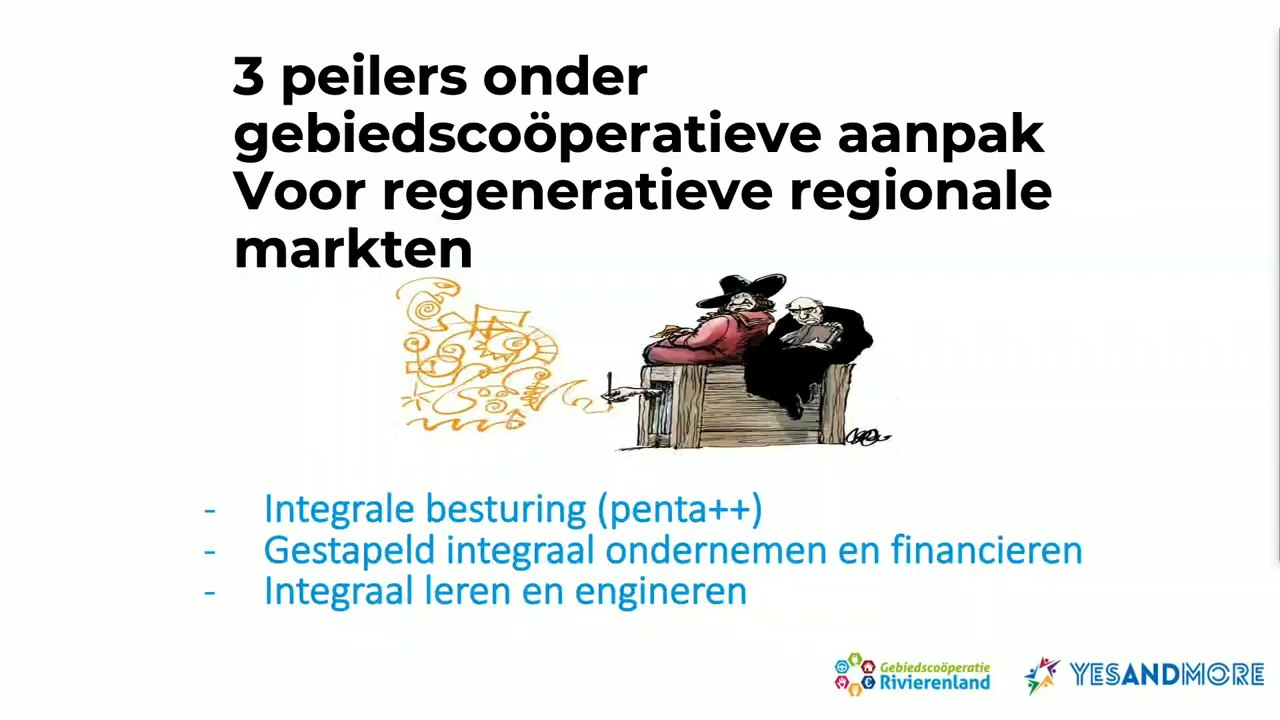 3 peilers onder
gebiedscoöperatieve aanpak
Voor regeneratieve regionale
markten
- Integrale besturing (penta++)
- Gestapeld integraal ondernemen en financieren
- Integraal leren en engineren
Gebiedscoöperatie
Rivierenland
YESANDMORE